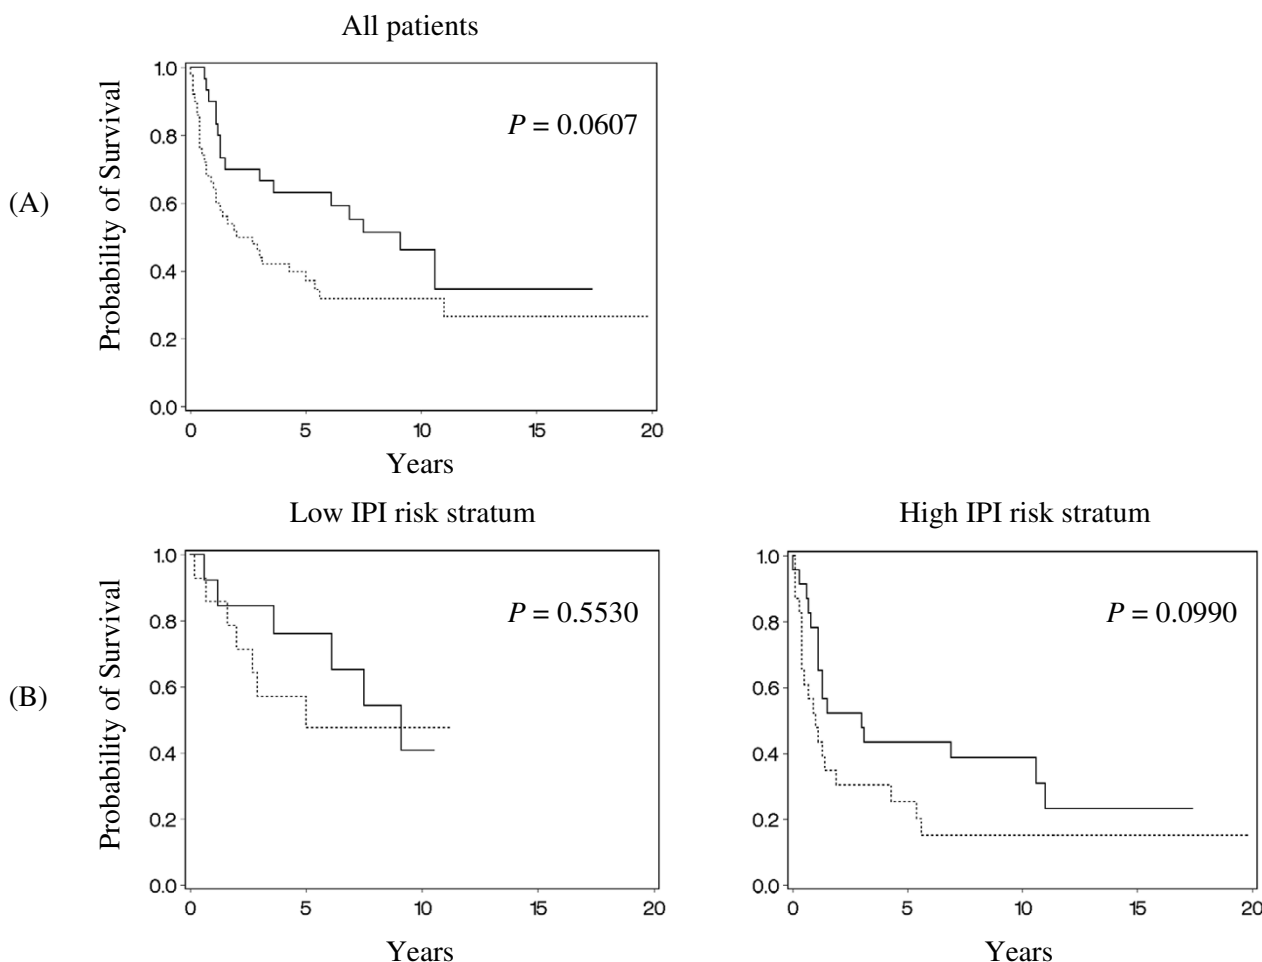 All patients
(A)
Probability of Survival
1.0
0.8
0.6
0.4
0.2
0.0
P = 0.0607
0 5 10 15 20
Years
(B)
Low IPI risk stratum
Probability of Survival
1.0
0.8
0.6
0.4
0.2
0.0
P = 0.5530
0 5 10 15 20
Years
High IPI risk stratum
1.0
0.8
0.6
0.4
0.2
0.0
P = 0.0990
0 5 10 15 20
Years